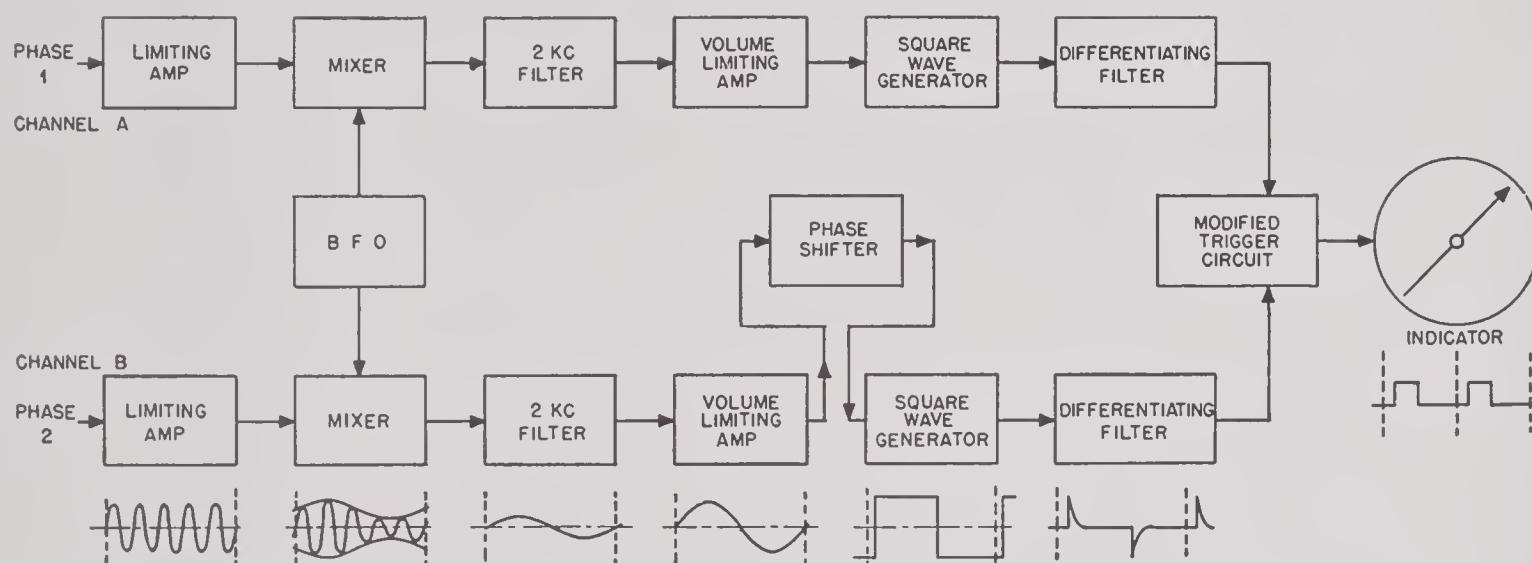 PHASE
1
LIMITING
AMP
MIXER
2 KC
FILTER
VOLUME
LIMITING
AMP
SQUARE
WAVE
GENERATOR
DIFFERENTIATING
FILTER
CHANNEL A
B F O
PHASE
SHIFTER
MODIFIED
TRIGGER
CIRCUIT
INDICATOR
CHANNEL B
PHASE
2
LIMITING
AMP
MIXER
2 KC
FILTER
VOLUME
LIMITING
AMP
SQUARE
WAVE
GENERATOR
DIFFERENTIATING
FILTER